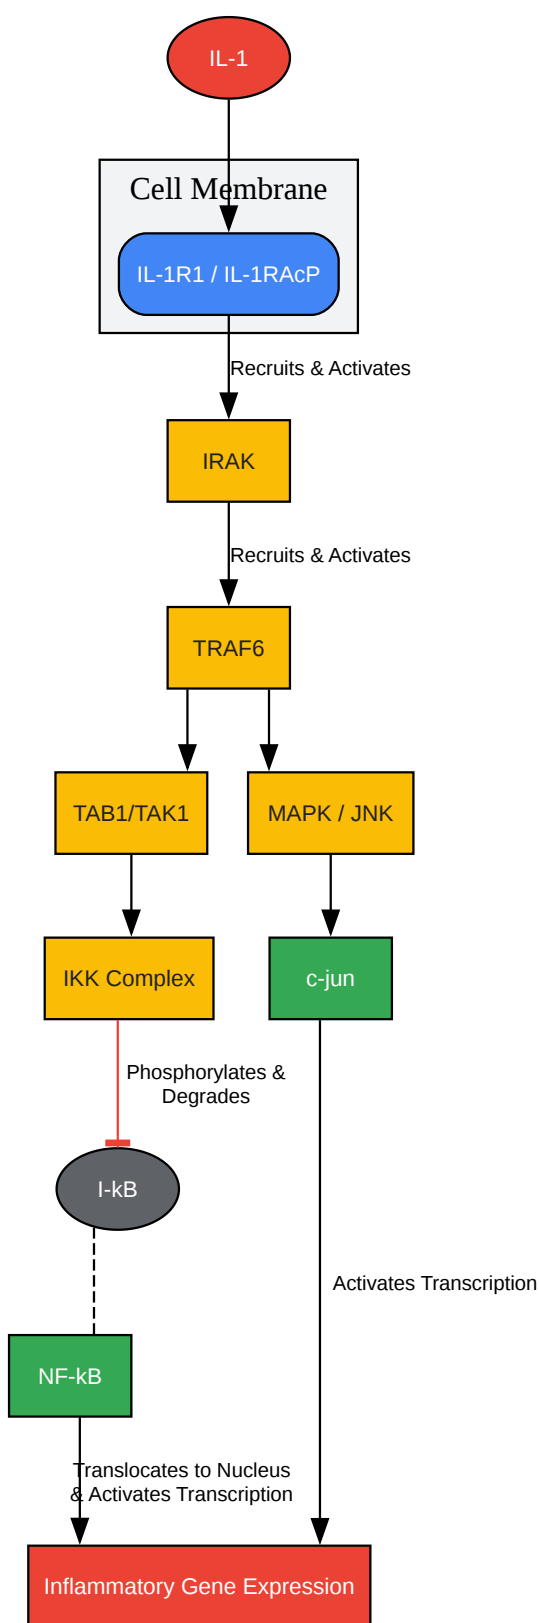 IL-1
Cell Membrane
IL-1R1 / IL-1RAcP
Recruits & Activates
IRAK
Recruits & Activates
TRAF6
TAB1/TAK1
MAPK / JNK
IKK Complex
c-jun
Phosphorylates &
Degrades
I-kB
Activates Transcription
NF-kB
Translocates to Nucleus
& Activates Transcription
Inflammatory Gene Expression